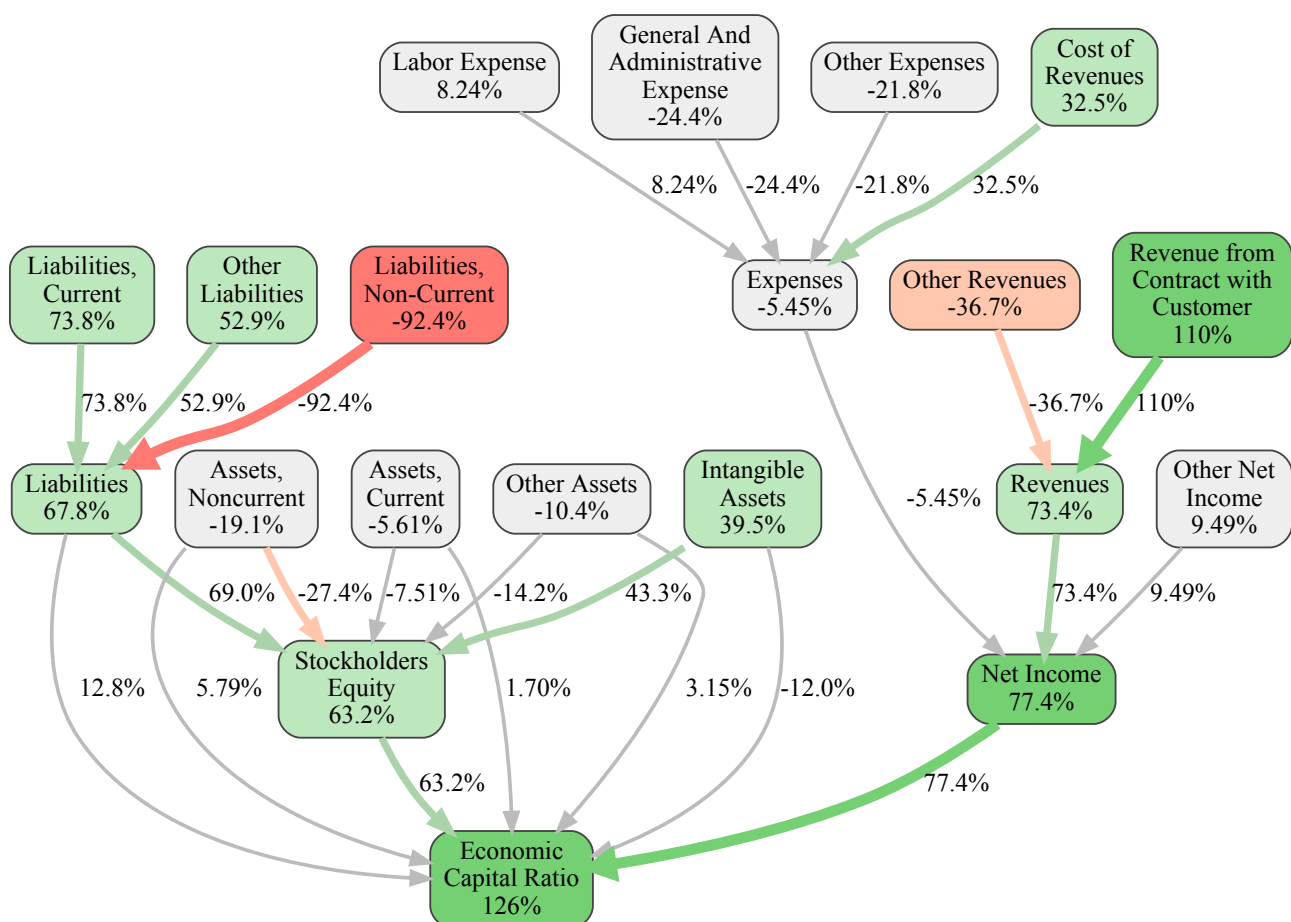 Labor Expense
8.24%
General And
Administrative
Expense
-24.4%
Other Expenses
-21.8%
Cost of
Revenues
32.5%
8.24%
-24.4%
-21.8%
32.5%
Liabilities,
Current
73.8%
Other
Liabilities
52.9%
Liabilities,
Non-Current
-92.4%
Expenses
-5.45%
Other Revenues
-36.7%
Revenue from
Contract with
Customer
110%
73.8%
52.9%
-92.4%
-36.7%
110%
Liabilities
67.8%
Assets,
Noncurrent
-19.1%
Assets,
Current
-5.61%
Other Assets
-10.4%
Intangible
Assets
39.5%
-5.45%
Revenues
73.4%
Other Net
Income
9.49%
69.0%
-27.4%
-7.51%
-14.2%
43.3%
73.4%
9.49%
Stockholders
Equity
63.2%
Net Income
77.4%
12.8%
5.79%
1.70%
3.15%
-12.0%
63.2%
77.4%
Economic
Capital Ratio
126%